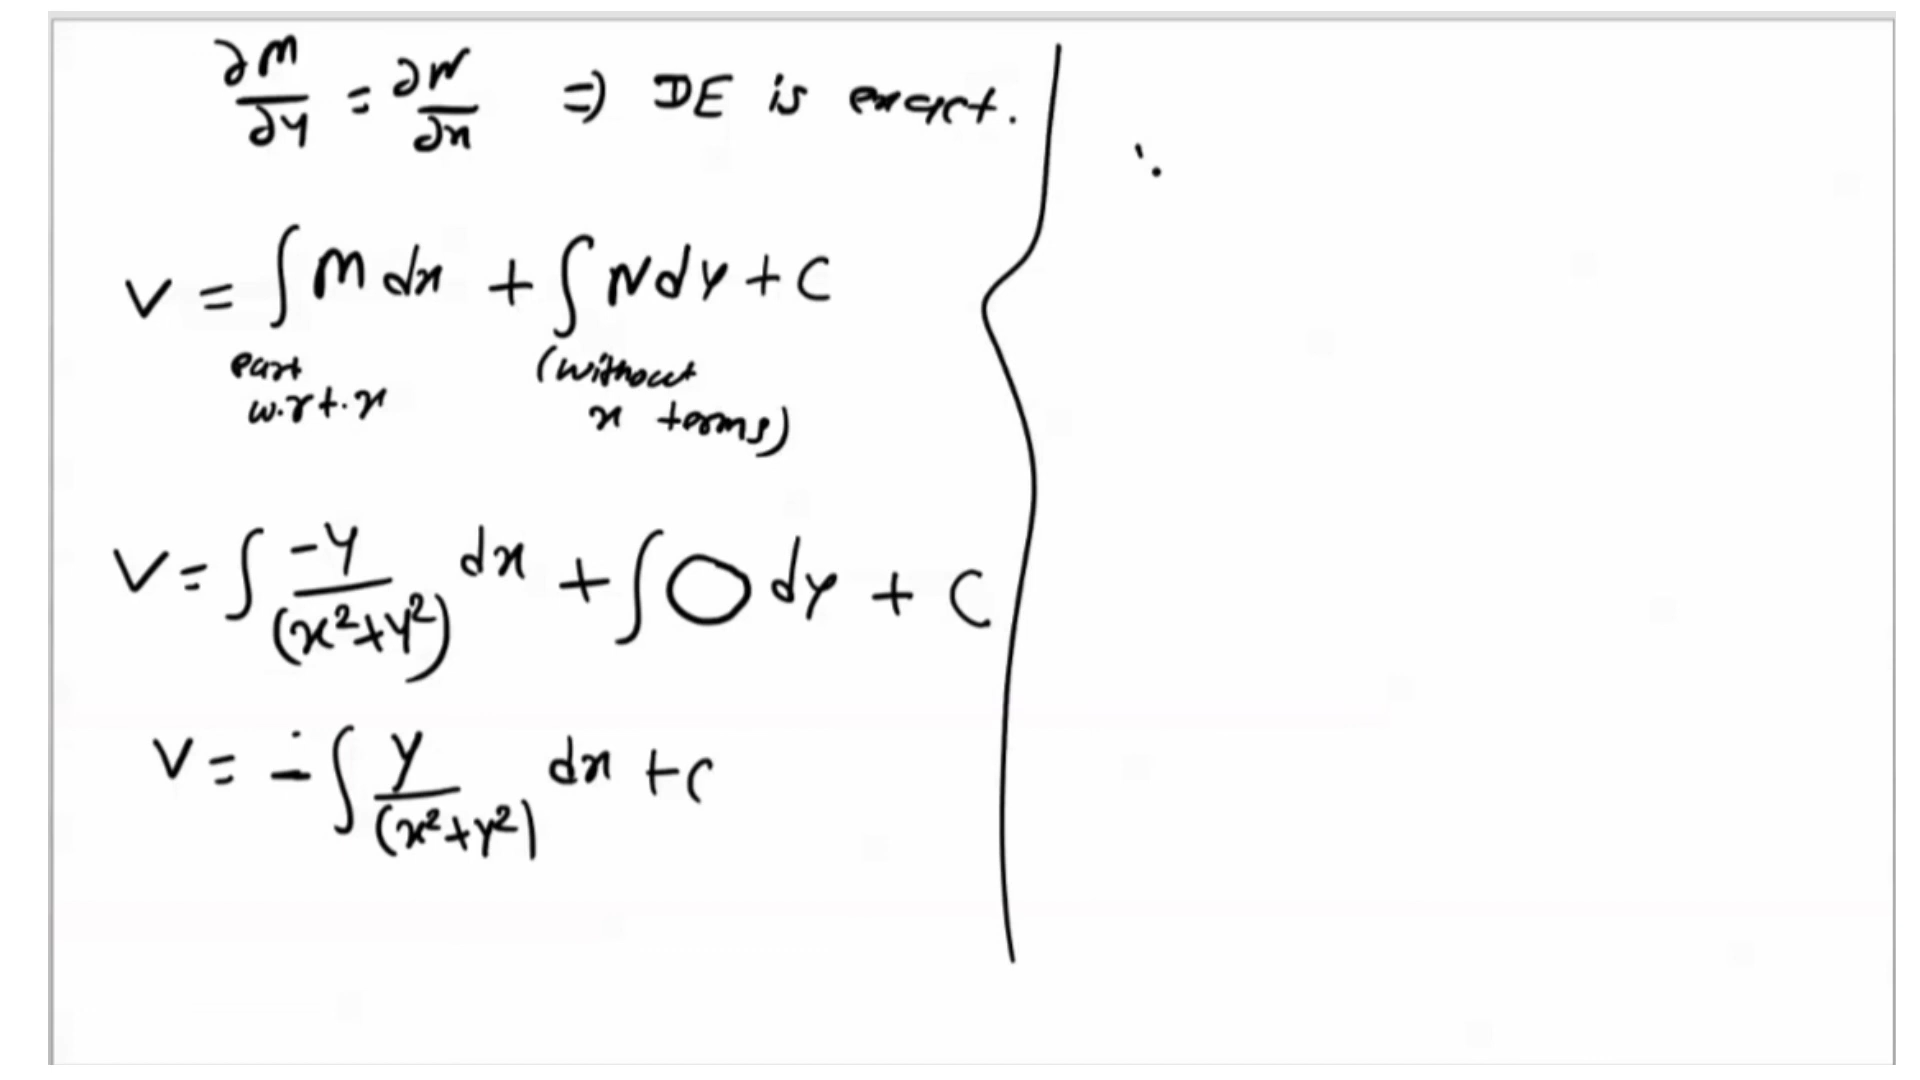 ∂M/∂y = ∂N/∂x ⇒ DE is exact.
V = ∫ M dx + ∫ N dy + C
part w.r.t. x (without x terms)
V = ∫ -y/(x²+y²) dx + ∫ 0 dy + C
V = - ∫ y/(x²+y²) dx + C